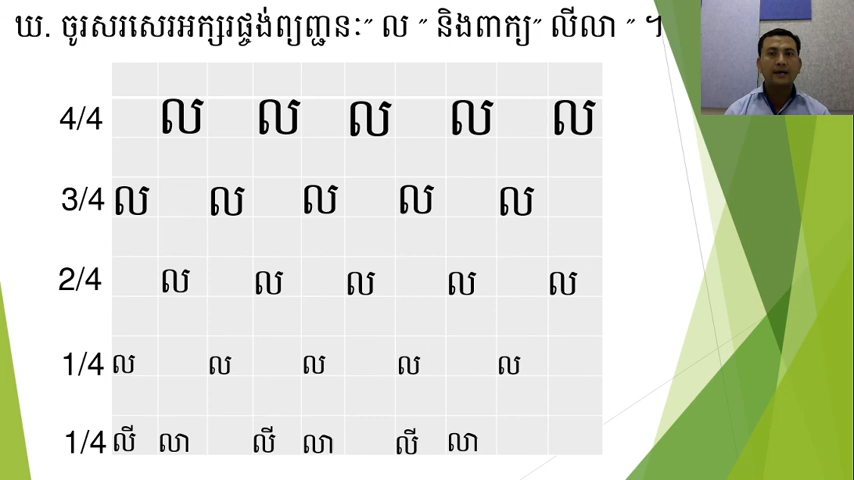 ឃ. ចូរសរសេរអក្សរផ្ចង់ព្យញ្ជនៈ″ ល ″ និងពាក្យ″ លីលា ″ ។
4/4 ល ល ល ល ល
3/4 ល ល ល ល ល
2/4 ល ល ល ល ល
1/4 ល ល ល ល ល
1/4 លី លា លី លា លី លា